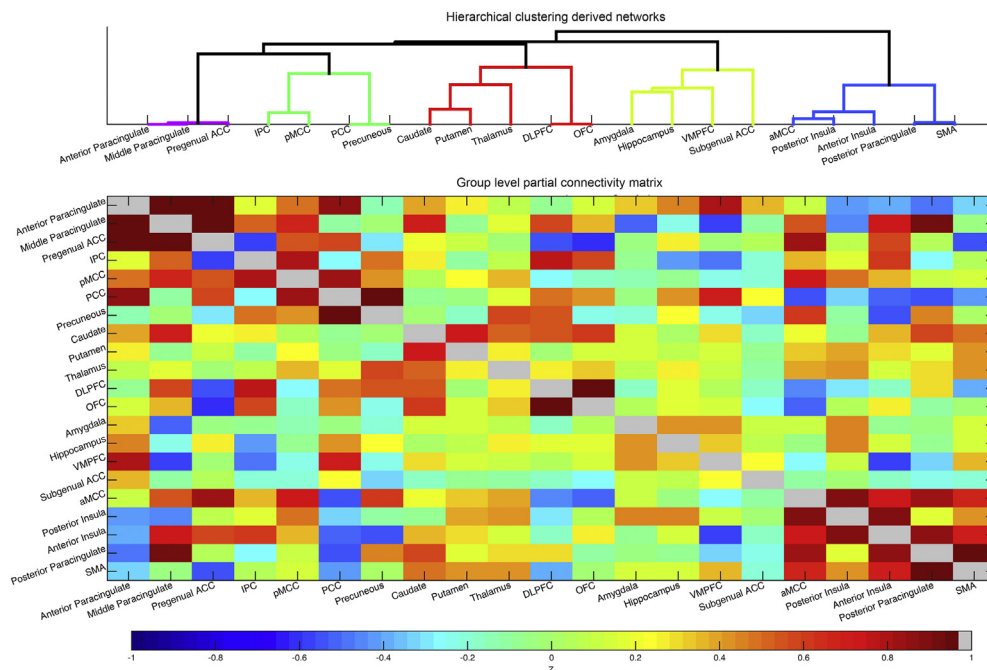 Hierarchical clustering derived networks
Anterior Paracingulate
Middle Paracingulate
Pregenual ACC
IPC
pMCC
PCC
Precuneous
Caudate
Putamen
Thalamus
DLPFC
OFC
Amygdala
Hippocampus
VMPFC
Subgenual ACC
aMCC
Posterior Insula
Anterior Insula
Posterior Paracingulate
SMA
Group level partial connectivity matrix
Anterior Paracingulate
Middle Paracingulate
Pregenual ACC
IPC
pMCC
PCC
Precuneous
Caudate
Putamen
Thalamus
DLPFC
OFC
Amygdala
Hippocampus
VMPFC
Subgenual ACC
aMCC
Posterior Insula
Anterior Insula
Posterior Paracingulate
SMA
Anterior Paracingulate
Middle Paracingulate
Pregenual ACC
IPC
pMCC
PCC
Precuneous
Caudate
Putamen
Thalamus
DLPFC
OFC
Amygdala
Hippocampus
VMPFC
Subgenual ACC
aMCC
Posterior Insula
Anterior Insula
Posterior Paracingulate
SMA
-1 -0.8 -0.6 -0.4 -0.2 0 0.2 0.4 0.6 0.8 1